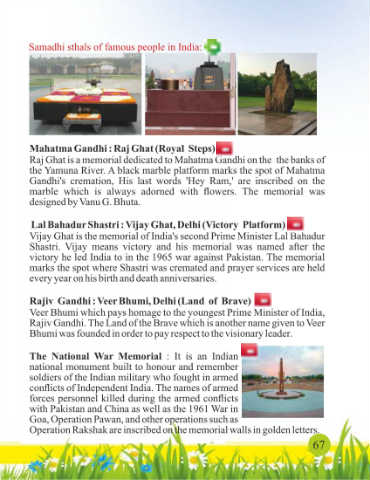 Samadhi sthals of famous people in India:
Mahatma Gandhi : Raj Ghat (Royal Steps)
Raj Ghat is a memorial dedicated to Mahatma Gandhi on the the banks of
the Yamuna River. A black marble platform marks the spot of Mahatma
Gandhi's cremation, His last words 'Hey Ram,' are inscribed on the
marble which is always adorned with flowers. The memorial was
designed by Vanu G. Bhuta.
Lal Bahadur Shastri : Vijay Ghat, Delhi (Victory Platform)
Vijay Ghat is the memorial of India's second Prime Minister Lal Bahadur
Shastri. Vijay means victory and his memorial was named after the
victory he led India to in the 1965 war against Pakistan. The memorial
marks the spot where Shastri was cremated and prayer services are held
every year on his birth and death anniversaries.
Rajiv Gandhi : Veer Bhumi, Delhi (Land of Brave)
Veer Bhumi which pays homage to the youngest Prime Minister of India,
Rajiv Gandhi. The Land of the Brave which is another name given to Veer
Bhumi was founded in order to pay respect to the visionary leader.
The National War Memorial : It is an Indian
national monument built to honour and remember
soldiers of the Indian military who fought in armed
conflicts of Independent India. The names of armed
forces personnel killed during the armed conflicts
with Pakistan and China as well as the 1961 War in
Goa, Operation Pawan, and other operations such as
Operation Rakshak are inscribed on the memorial walls in golden letters.
67